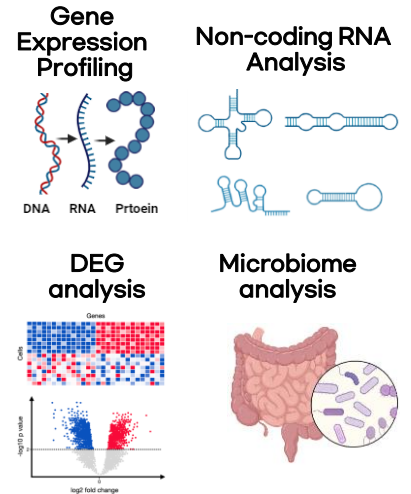 Gene
Expression
Profiling
Non-coding RNA
Analysis
DNA
RNA
Prtoein
DEG
analysis
Microbiome
analysis
Genes
Cells
-log10 p value
0
log2 fold change